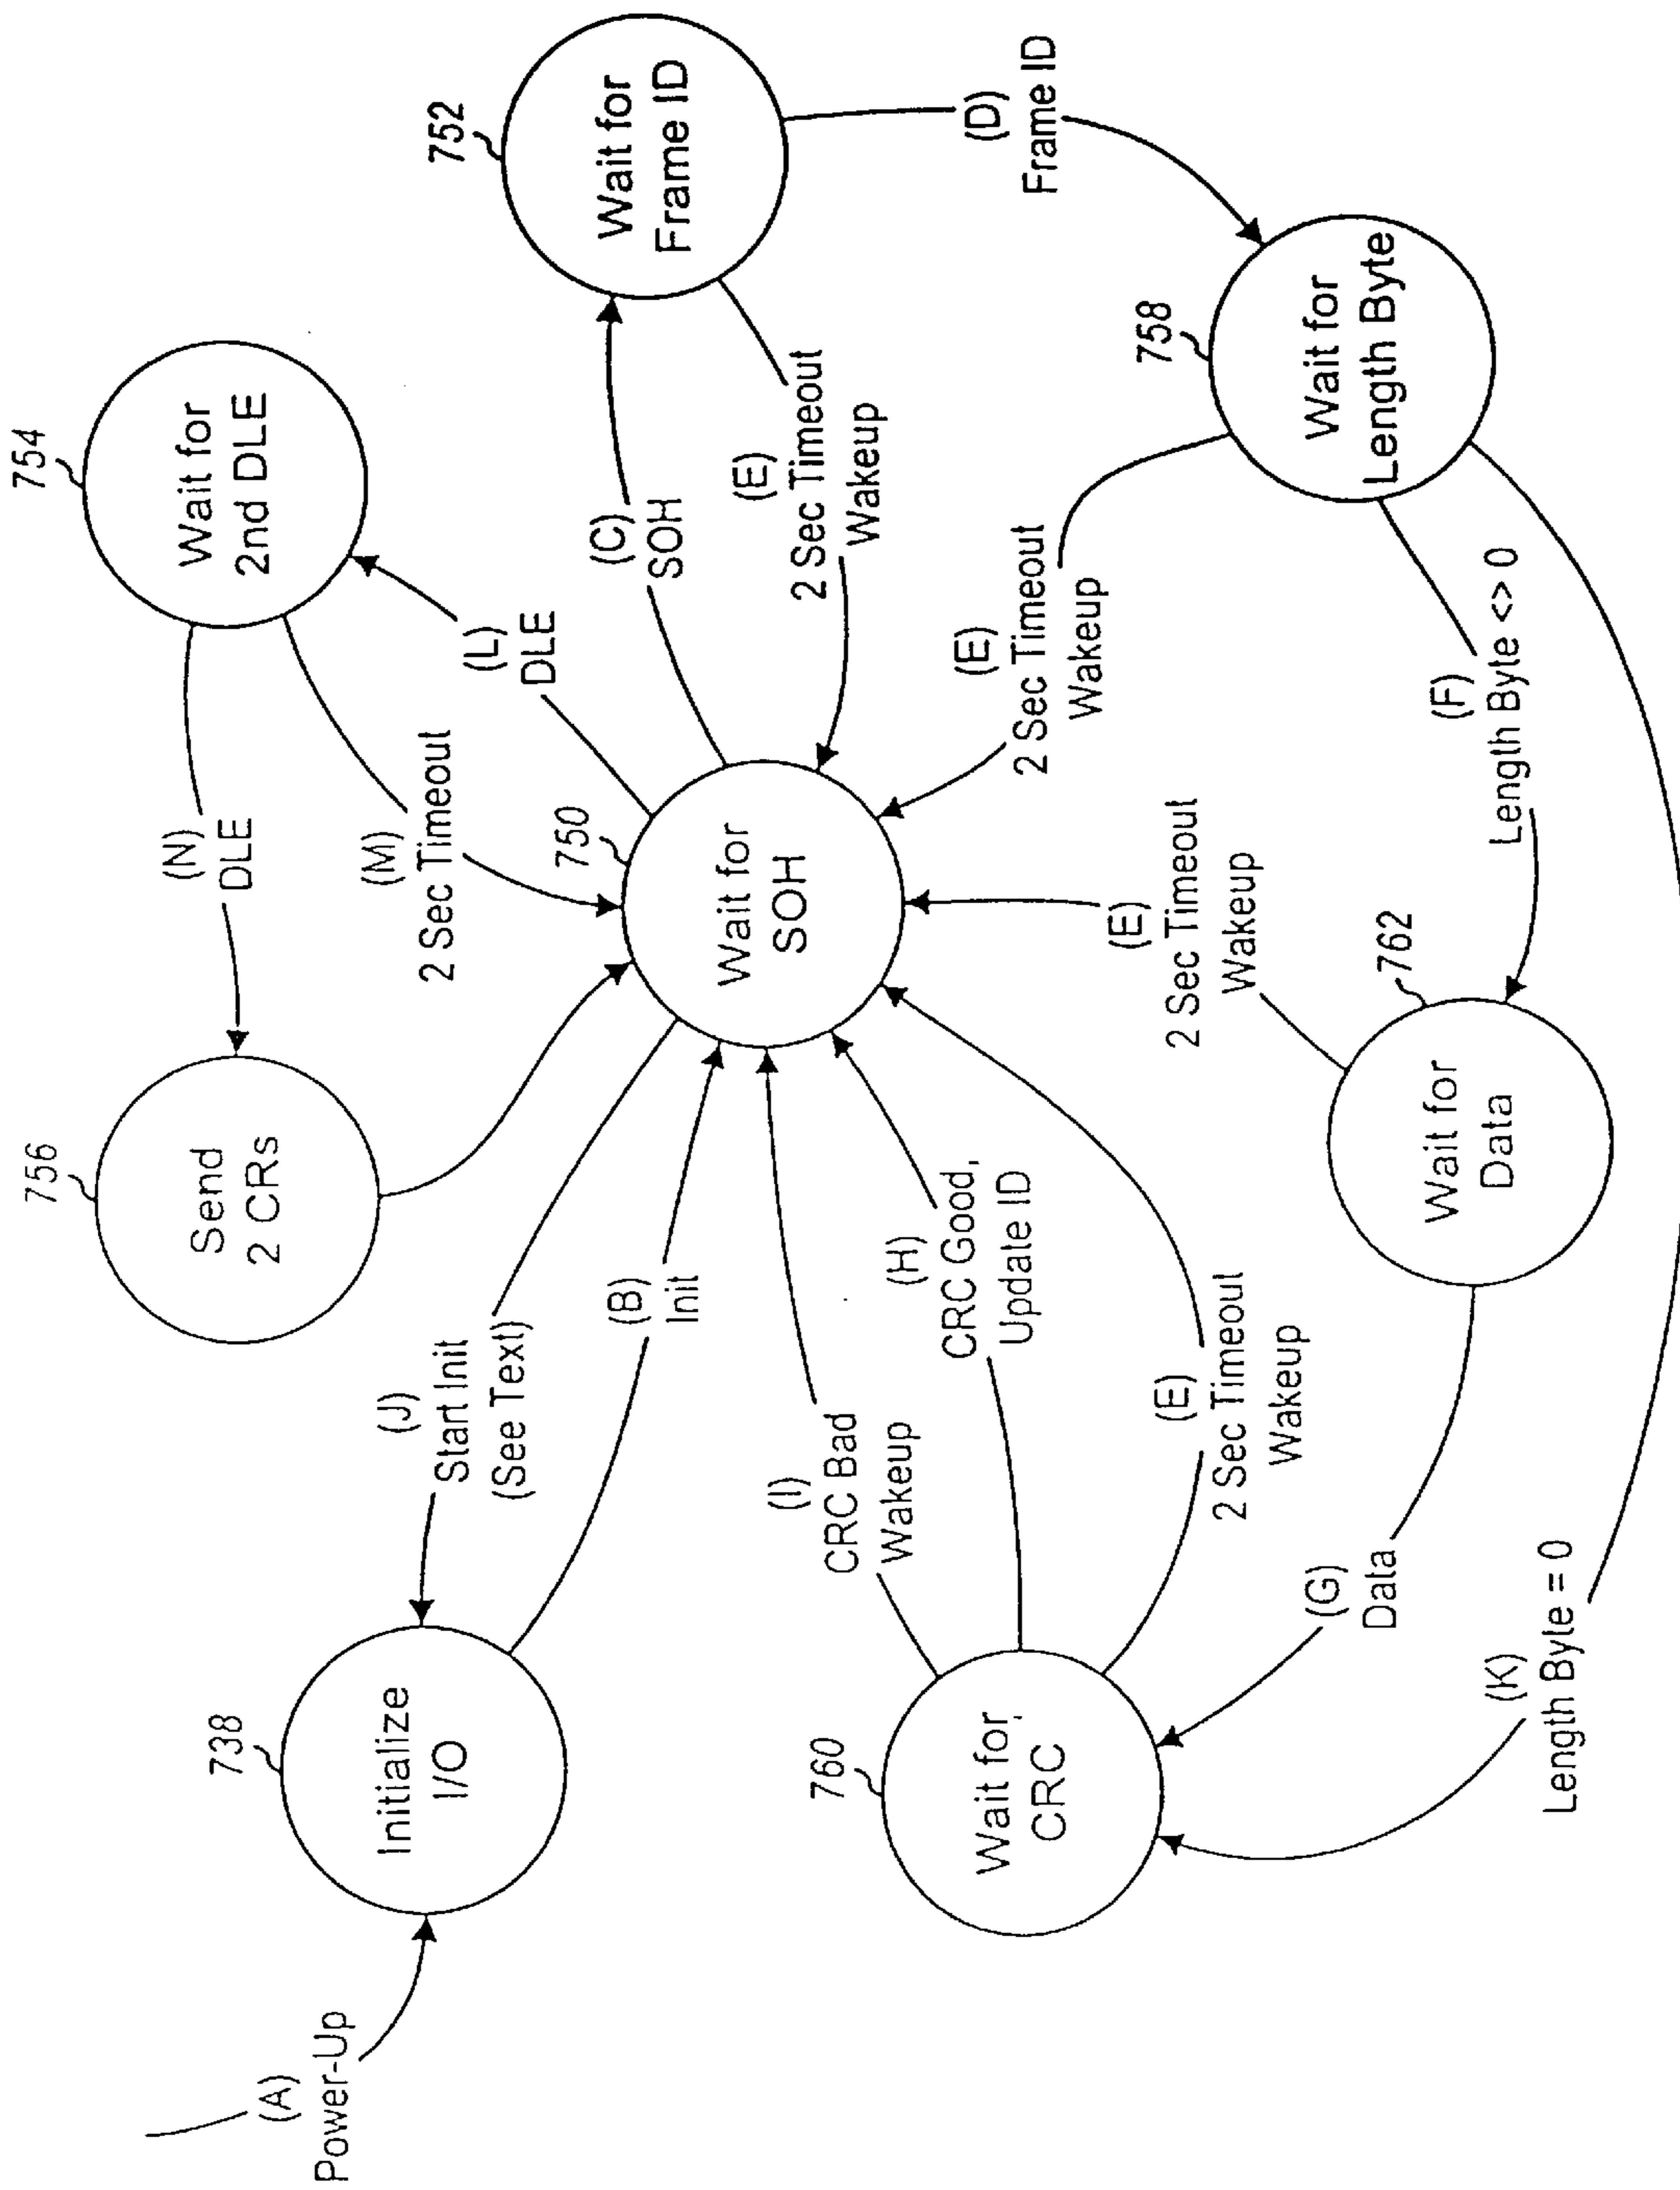 (A)
Power-Up
738
Initialize
I/O
(J)
Start Init
(See Text)
(B)
Init
756
Send
2 CRs
(N)
DLE
(M)
2 Sec Timeout
754
Wait for
2nd DLE
(L)
DLE
750
Wait for
SOH
(C)
SOH
752
Wait for
Frame ID
(E)
2 Sec Timeout
Wakeup
(D)
Frame ID
758
Wait for
Length Byte
(E)
2 Sec Timeout
Wakeup
(F)
Length Byte <> 0
(E)
2 Sec Timeout
Wakeup
762
Wait for
Data
(I)
CRC Bad
Wakeup
(H)
CRC Good,
Update ID
(E)
2 Sec Timeout
Wakeup
760
Wait for
CRC
(G)
Data
(K)
Length Byte = 0